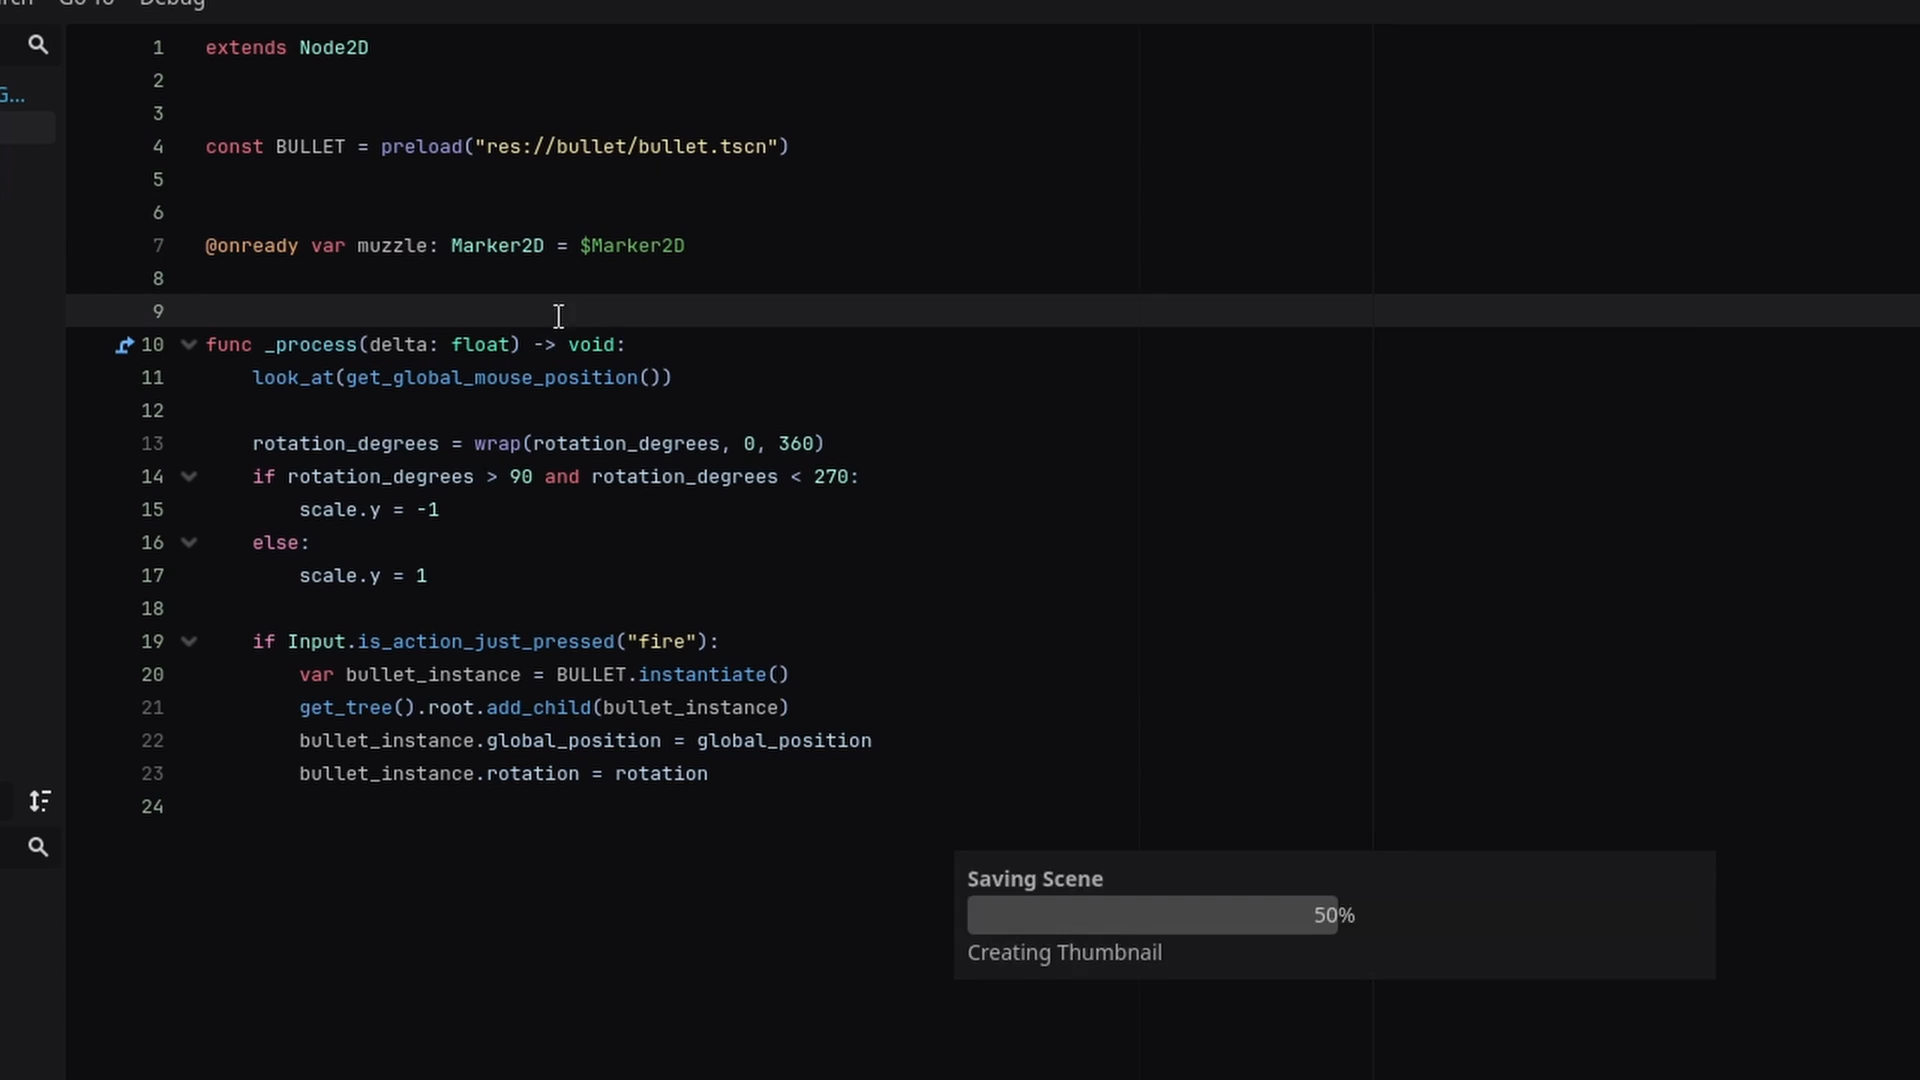 Go To Debug
1 extends Node2D
2
3
4 const BULLET = preload("res://bullet/bullet.tscn")
5
6
7 @onready var muzzle: Marker2D = $Marker2D
8
9
10 func _process(delta: float) -> void:
11 look_at(get_global_mouse_position())
12
13 rotation_degrees = wrap(rotation_degrees, 0, 360)
14 if rotation_degrees > 90 and rotation_degrees < 270:
15 scale.y = -1
16 else:
17 scale.y = 1
18
19 if Input.is_action_just_pressed("fire"):
20 var bullet_instance = BULLET.instantiate()
21 get_tree().root.add_child(bullet_instance)
22 bullet_instance.global_position = global_position
23 bullet_instance.rotation = rotation
24
G...
Saving Scene
50%
Creating Thumbnail